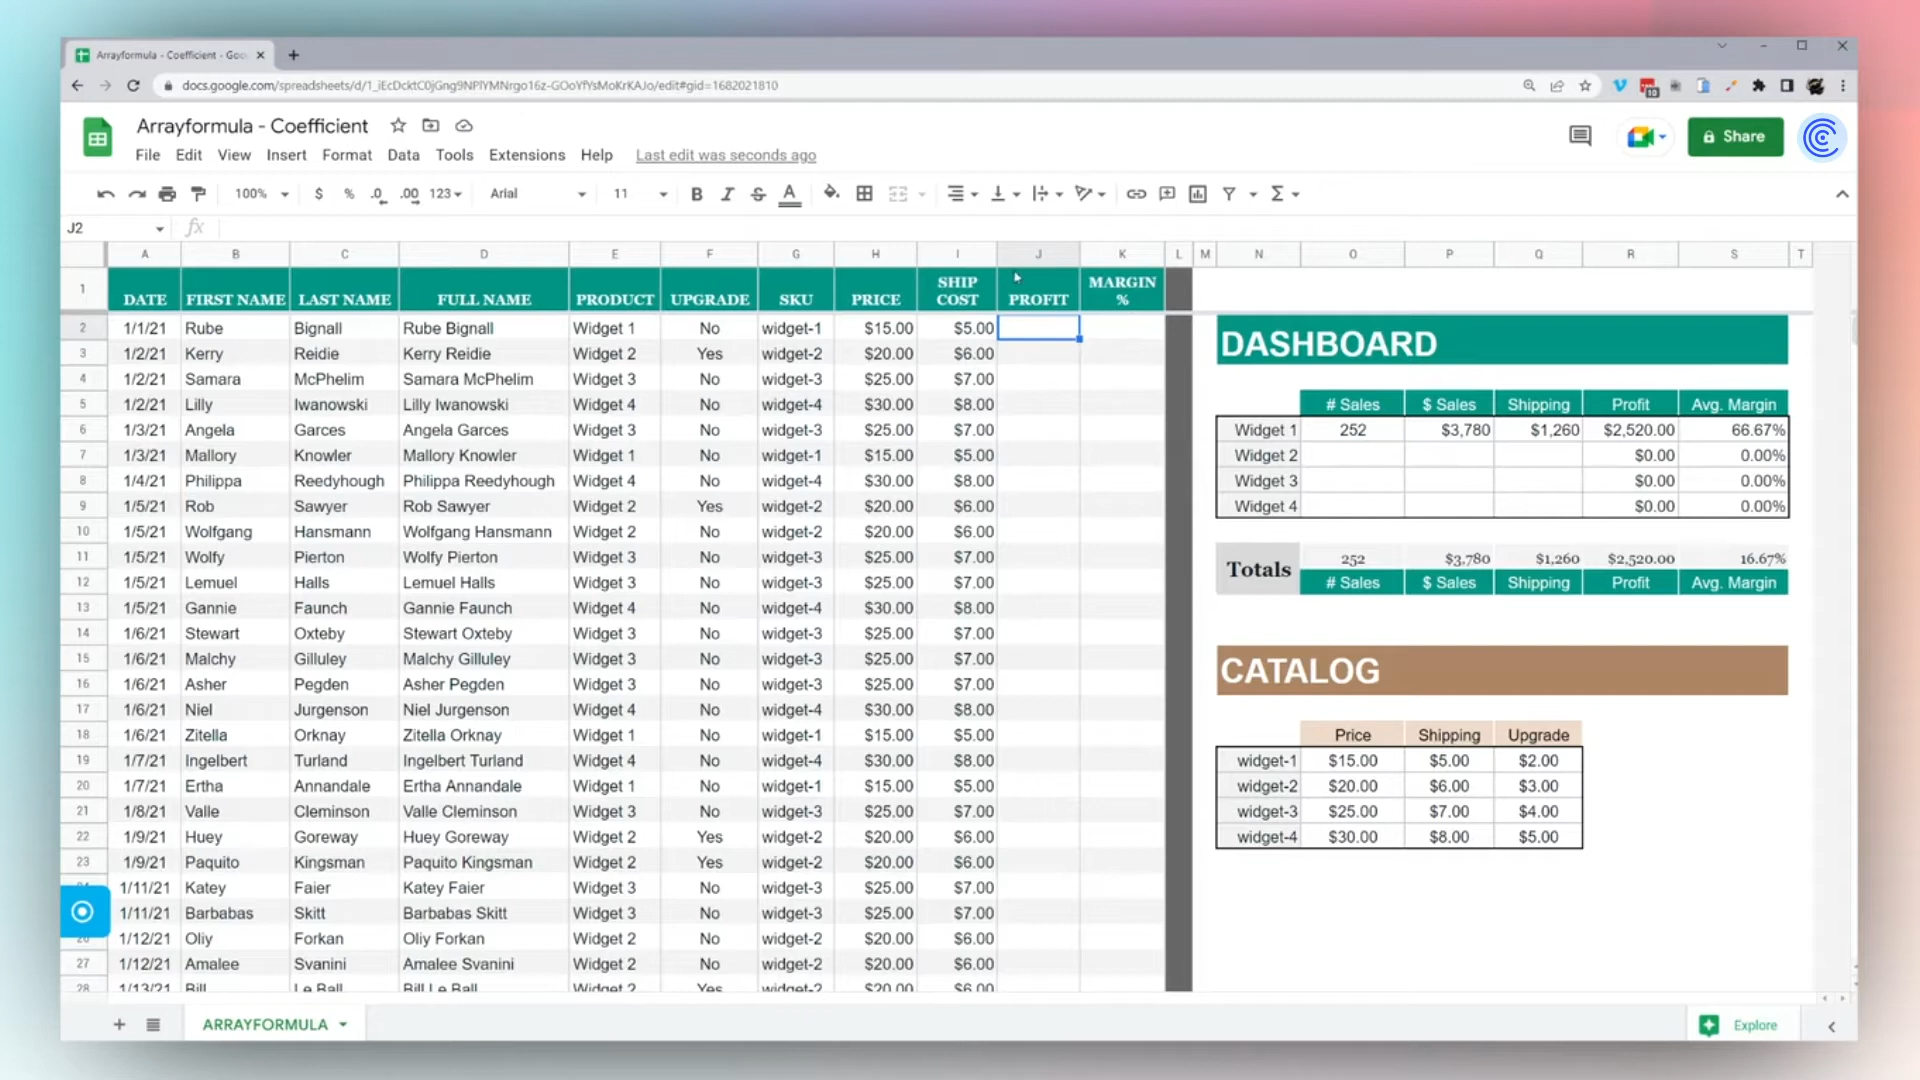 Arrayformula - Coefficient - Goo
docs.google.com/spreadsheets/d/1_iEcDcktC0jGng9NPlYMNrgo16z-GOoYfYsMoKrKAJo/edit#gid=1682021810
Arrayformula - Coefficient
Share
File Edit View Insert Format Data Tools Extensions Help Last edit was seconds ago
100% $ % .0 .00 123 Arial 11 B I S A
J2 fx
A B C D E F G H I J K L M N O P Q R S T
1 DATE FIRST NAME LAST NAME FULL NAME PRODUCT UPGRADE SKU PRICE SHIP COST PROFIT MARGIN %
2 1/1/21 Rube Bignall Rube Bignall Widget 1 No widget-1 $15.00 $5.00
3 1/2/21 Kerry Reidie Kerry Reidie Widget 2 Yes widget-2 $20.00 $6.00
4 1/2/21 Samara McPhelim Samara McPhelim Widget 3 No widget-3 $25.00 $7.00
5 1/2/21 Lilly Iwanowski Lilly Iwanowski Widget 4 No widget-4 $30.00 $8.00
6 1/3/21 Angela Garces Angela Garces Widget 3 No widget-3 $25.00 $7.00
7 1/3/21 Mallory Knowler Mallory Knowler Widget 1 No widget-1 $15.00 $5.00
8 1/4/21 Philippa Reedyhough Philippa Reedyhough Widget 4 No widget-4 $30.00 $8.00
9 1/5/21 Rob Sawyer Rob Sawyer Widget 2 Yes widget-2 $20.00 $6.00
10 1/5/21 Wolfgang Hansmann Wolfgang Hansmann Widget 2 No widget-2 $20.00 $6.00
11 1/5/21 Wolfy Pierton Wolfy Pierton Widget 3 No widget-3 $25.00 $7.00
12 1/5/21 Lemuel Halls Lemuel Halls Widget 3 No widget-3 $25.00 $7.00
13 1/5/21 Gannie Faunch Gannie Faunch Widget 4 No widget-4 $30.00 $8.00
14 1/6/21 Stewart Oxteby Stewart Oxteby Widget 3 No widget-3 $25.00 $7.00
15 1/6/21 Malchy Gilluley Malchy Gilluley Widget 3 No widget-3 $25.00 $7.00
16 1/6/21 Asher Pegden Asher Pegden Widget 3 No widget-3 $25.00 $7.00
17 1/6/21 Niel Jurgenson Niel Jurgenson Widget 4 No widget-4 $30.00 $8.00
18 1/6/21 Zitella Orknay Zitella Orknay Widget 1 No widget-1 $15.00 $5.00
19 1/7/21 Ingelbert Turland Ingelbert Turland Widget 4 No widget-4 $30.00 $8.00
20 1/7/21 Ertha Annandale Ertha Annandale Widget 1 No widget-1 $15.00 $5.00
21 1/8/21 Valle Cleminson Valle Cleminson Widget 3 No widget-3 $25.00 $7.00
22 1/9/21 Huey Goreway Huey Goreway Widget 2 Yes widget-2 $20.00 $6.00
23 1/9/21 Paquito Kingsman Paquito Kingsman Widget 2 Yes widget-2 $20.00 $6.00
1/11/21 Katey Faier Katey Faier Widget 3 No widget-3 $25.00 $7.00
1/11/21 Barbabas Skitt Barbabas Skitt Widget 3 No widget-3 $25.00 $7.00
1/12/21 Oliy Forkan Oliy Forkan Widget 2 No widget-2 $20.00 $6.00
27 1/12/21 Amalee Svanini Amalee Svanini Widget 2 No widget-2 $20.00 $6.00
28 1/13/21 Bill Le Ball Bill Le Ball Widget 2 Yes widget-2 $20.00 $6.00
DASHBOARD
# Sales $ Sales Shipping Profit Avg. Margin
Widget 1 252 $3,780 $1,260 $2,520.00 66.67%
Widget 2 $0.00 0.00%
Widget 3 $0.00 0.00%
Widget 4 $0.00 0.00%
Totals 252 $3,780 $1,260 $2,520.00 16.67%
# Sales $ Sales Shipping Profit Avg. Margin
CATALOG
Price Shipping Upgrade
widget-1 $15.00 $5.00 $2.00
widget-2 $20.00 $6.00 $3.00
widget-3 $25.00 $7.00 $4.00
widget-4 $30.00 $8.00 $5.00
ARRAYFORMULA
Explore